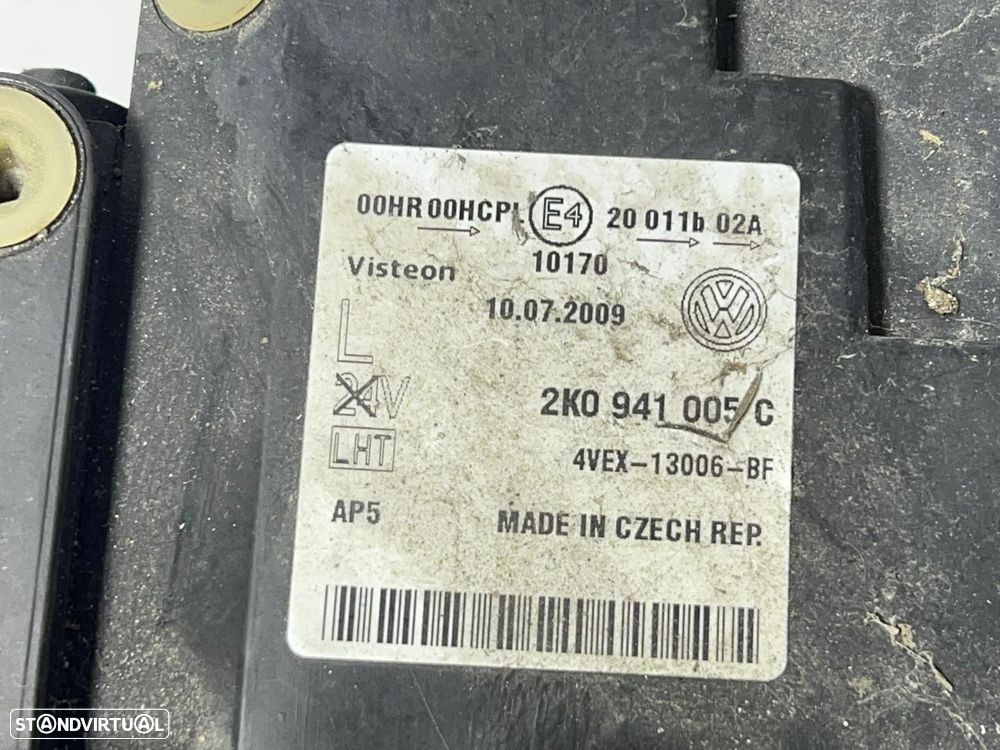 00HR 00HCPL E4 20 011b 02A
10170
Visteon
10.07.2009
VW
L
24V
2K0 941 005 C
LHT
4VEX-13006-BF
AP5
MADE IN CZECH REP.
STANDVIRTUAL